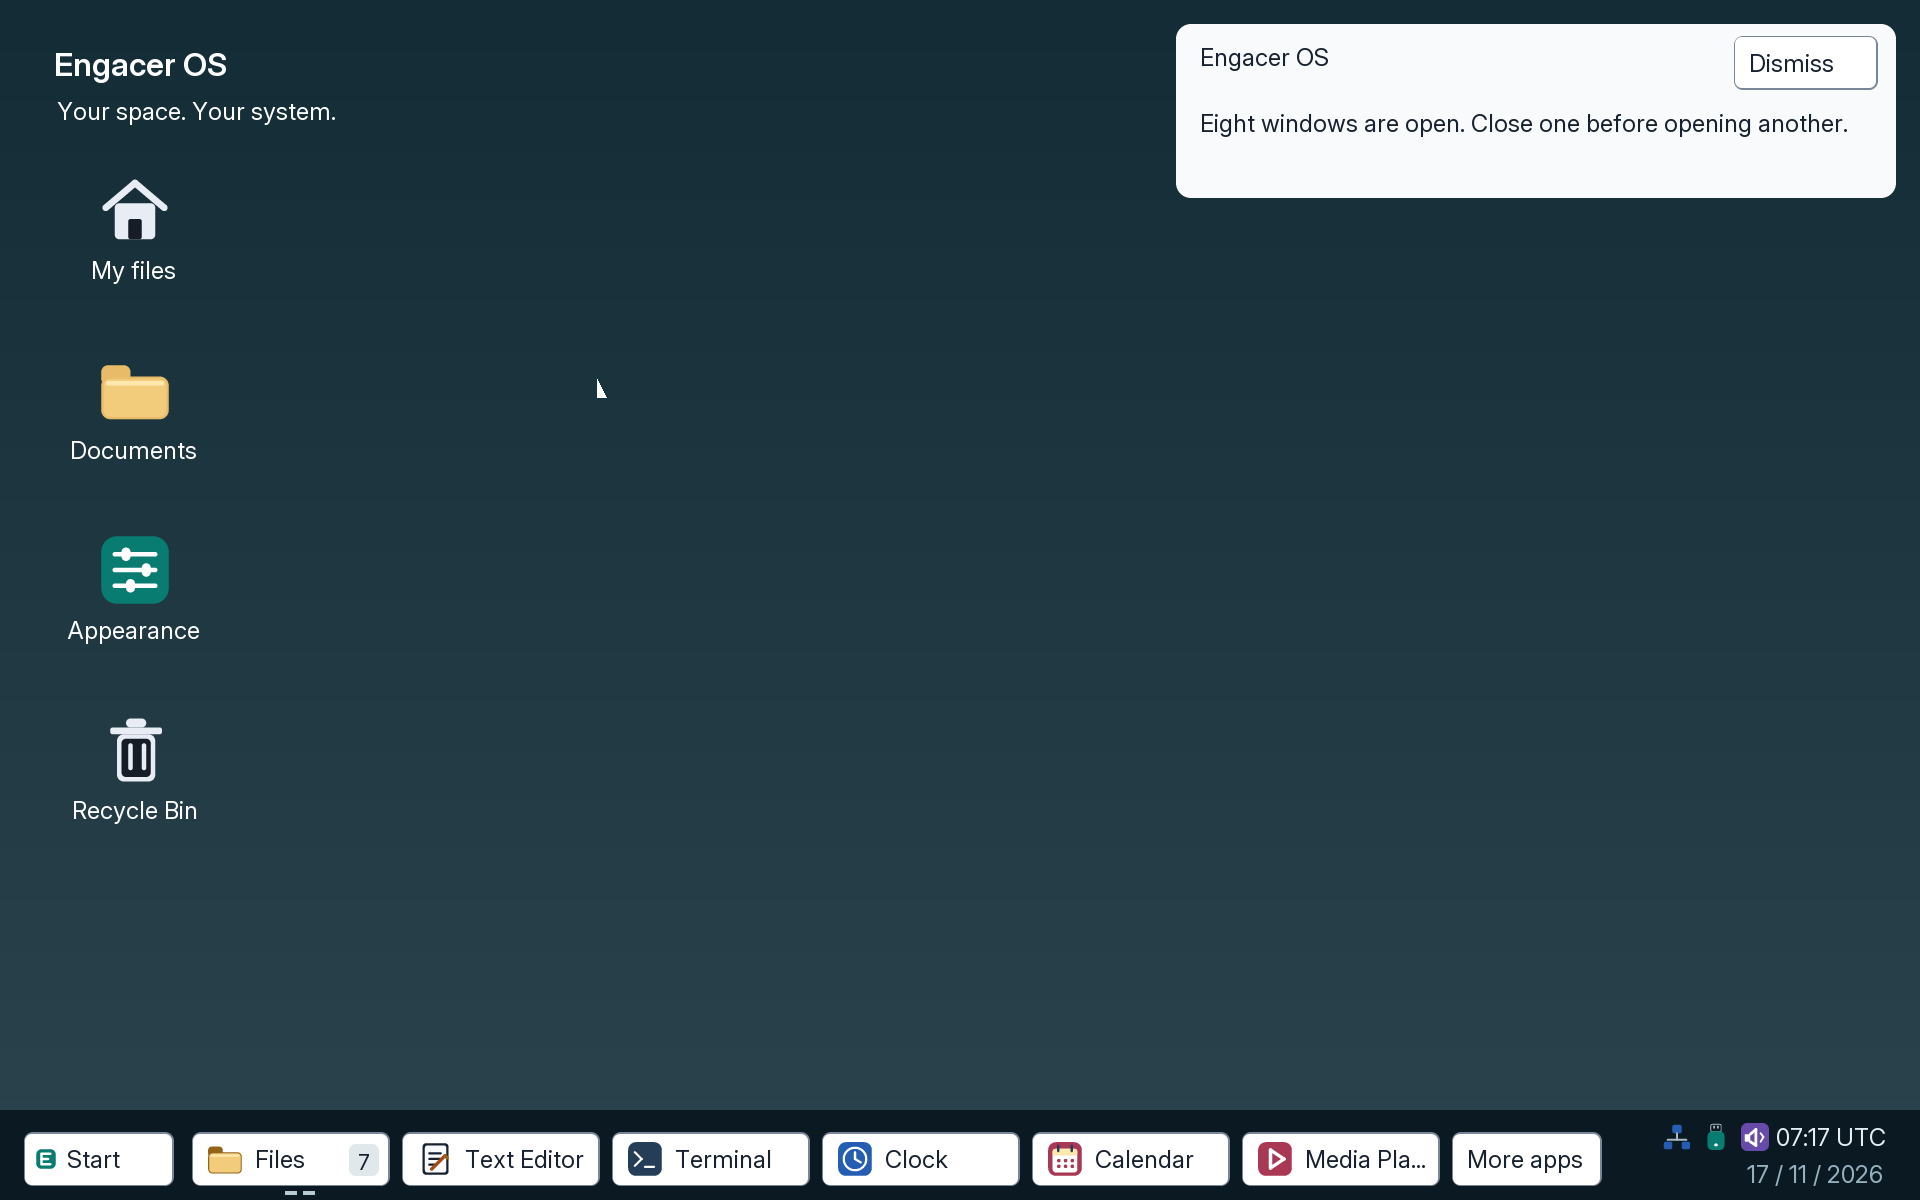 Engacer OS
Your space. Your system.
Engacer OS
Dismiss
Eight windows are open. Close one before opening another.
My files
Documents
Appearance
Recycle Bin
E Start
Files 7
Text Editor
Terminal
Clock
Calendar
Media Pla...
More apps
07:17 UTC
17 / 11 / 2026